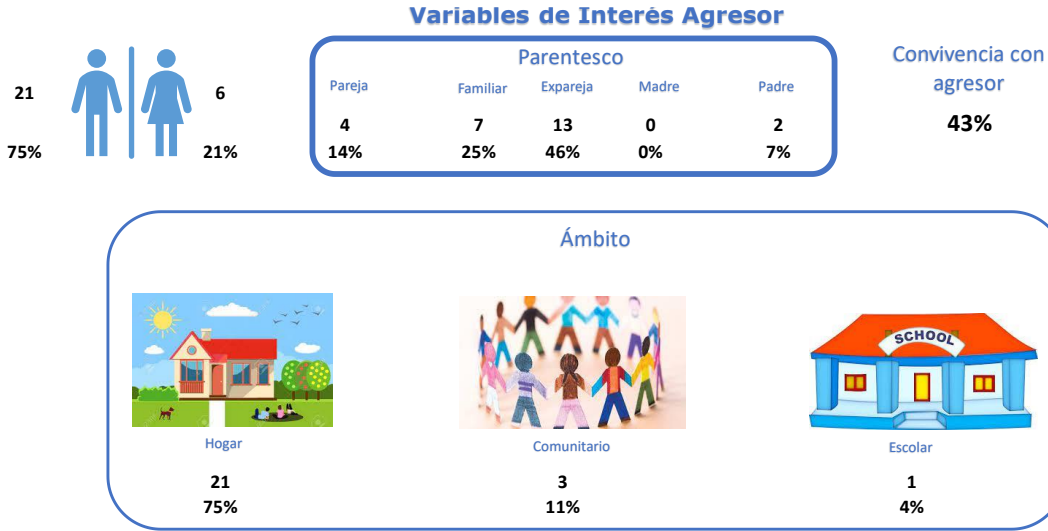 Variables de Interés Agresor
21
6
75%
21%
Parentesco
Pareja Familiar Expareja Madre Padre
4 7 13 0 2
14% 25% 46% 0% 7%
Convivencia con
agresor
43%
Ámbito
SCHOOL
Hogar Comunitario Escolar
21 3 1
75% 11% 4%